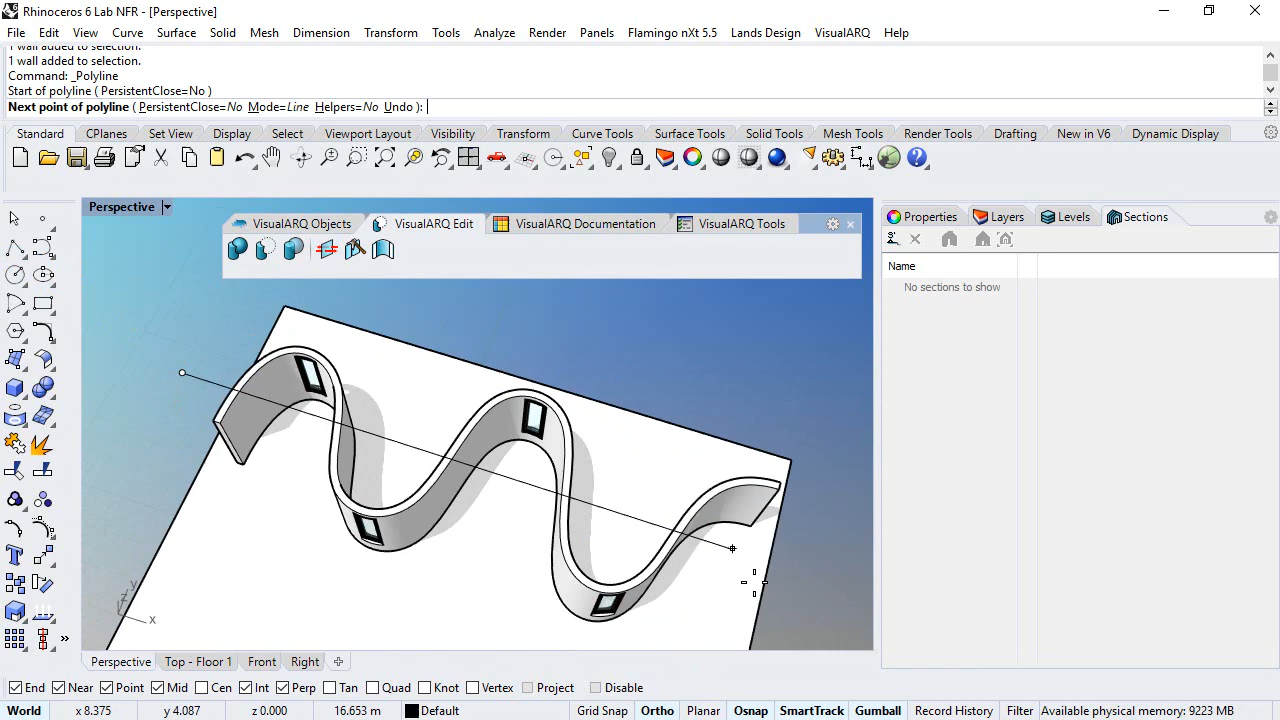 Rhinoceros 6 Lab NFR - [Perspective]
File Edit View Curve Surface Solid Mesh Dimension Transform Tools Analyze Render Panels Flamingo nXt 5.5 Lands Design VisualARQ Help
1 wall added to selection.
1 wall added to selection.
Command: _Polyline
Start of polyline ( PersistentClose=No )
Next point of polyline ( PersistentClose=No Mode=Line Helpers=No Undo ):
Standard CPlanes Set View Display Select Viewport Layout Visibility Transform Curve Tools Surface Tools Solid Tools Mesh Tools Render Tools Drafting New in V6 Dynamic Display
Perspective
VisualARQ Objects VisualARQ Edit VisualARQ Documentation VisualARQ Tools
Properties Layers Levels Sections
Name
No sections to show
y
z
x
Perspective Top - Floor 1 Front Right
End Near Point Mid Cen Int Perp Tan Quad Knot Vertex Project Disable
World x 8.375 y 4.087 z 0.000 16.653 m Default Grid Snap Ortho Planar Osnap SmartTrack Gumball Record History Filter Available physical memory: 9223 MB